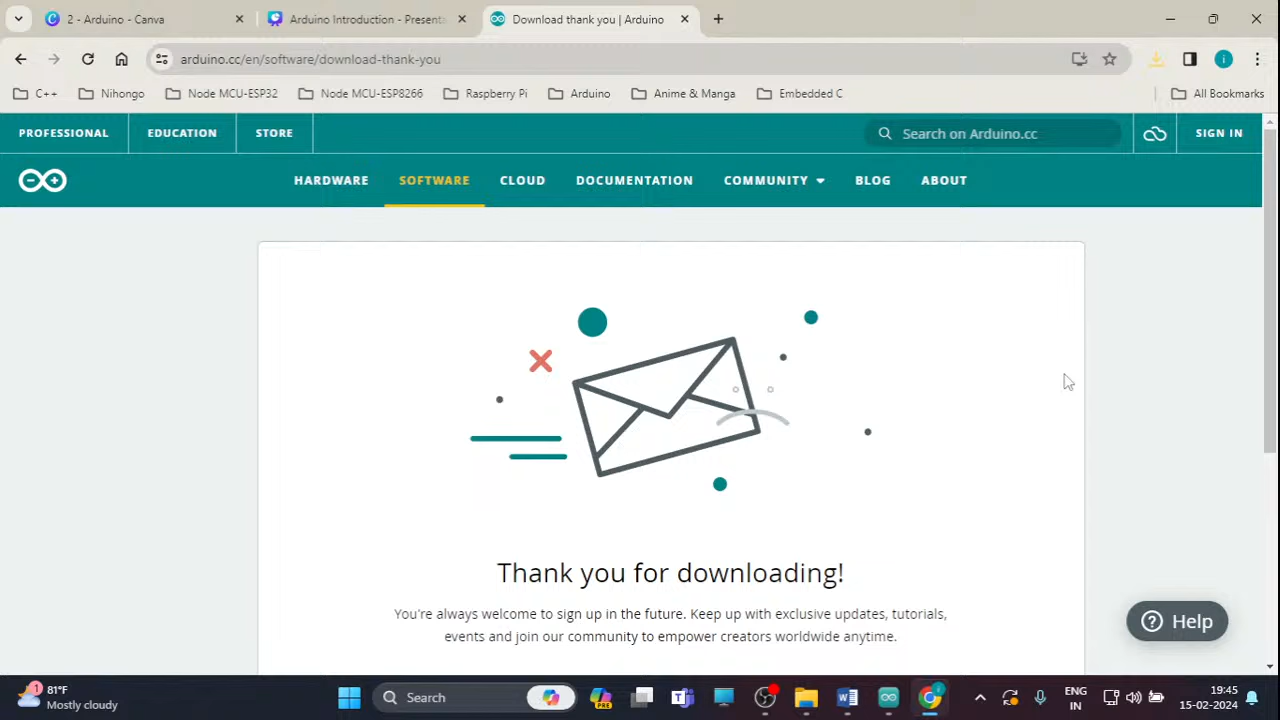 2 - Arduino - Canva
Arduino Introduction - Presenta
Download thank you | Arduino
arduino.cc/en/software/download-thank-you
C++
Nihongo
Node MCU-ESP32
Node MCU-ESP8266
Raspberry Pi
Arduino
Anime & Manga
Embedded C
All Bookmarks
PROFESSIONAL
EDUCATION
STORE
Search on Arduino.cc
SIGN IN
HARDWARE
SOFTWARE
CLOUD
DOCUMENTATION
COMMUNITY
BLOG
ABOUT
Thank you for downloading!
You're always welcome to sign up in the future. Keep up with exclusive updates, tutorials,
events and join our community to empower creators worldwide anytime.
Help
1
81°F
Mostly cloudy
Search
PRE
ENG
IN
19:45
15-02-2024